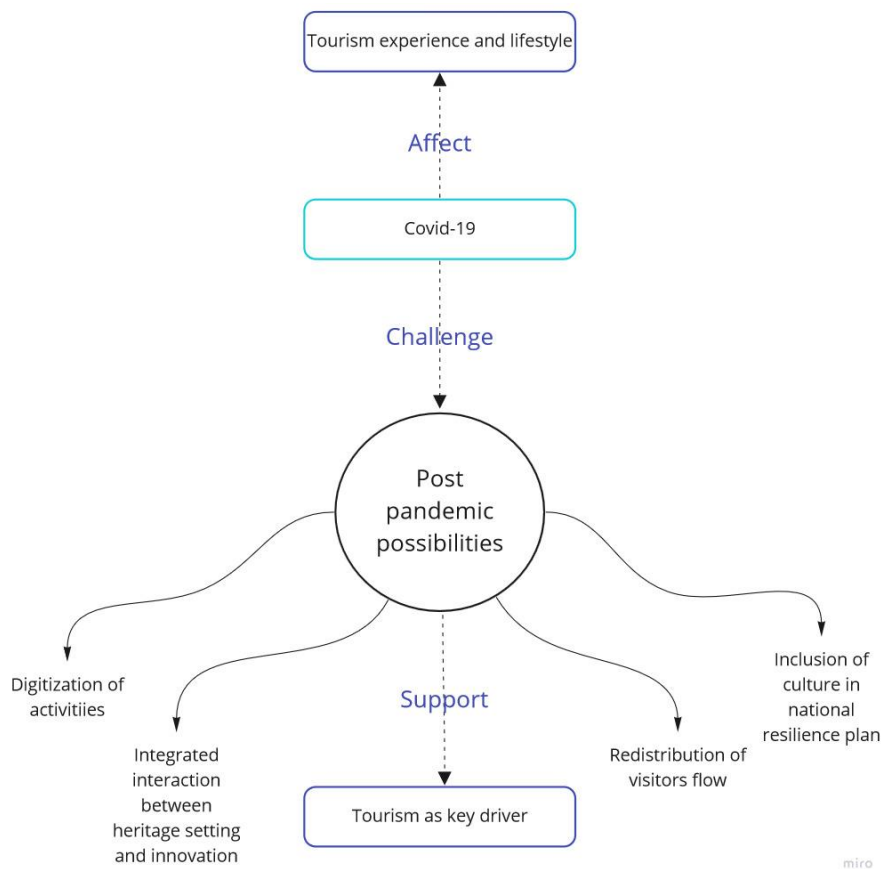 Tourism experience and lifestyle
Affect
Covid-19
Challenge
Post
pandemic
possibilities
Digitization of
activitiies
Integrated
interaction
between
heritage setting
and innovation
Support
Tourism as key driver
Redistribution of
visitors flow
Inclusion of
culture in
national
resilience plan
miro